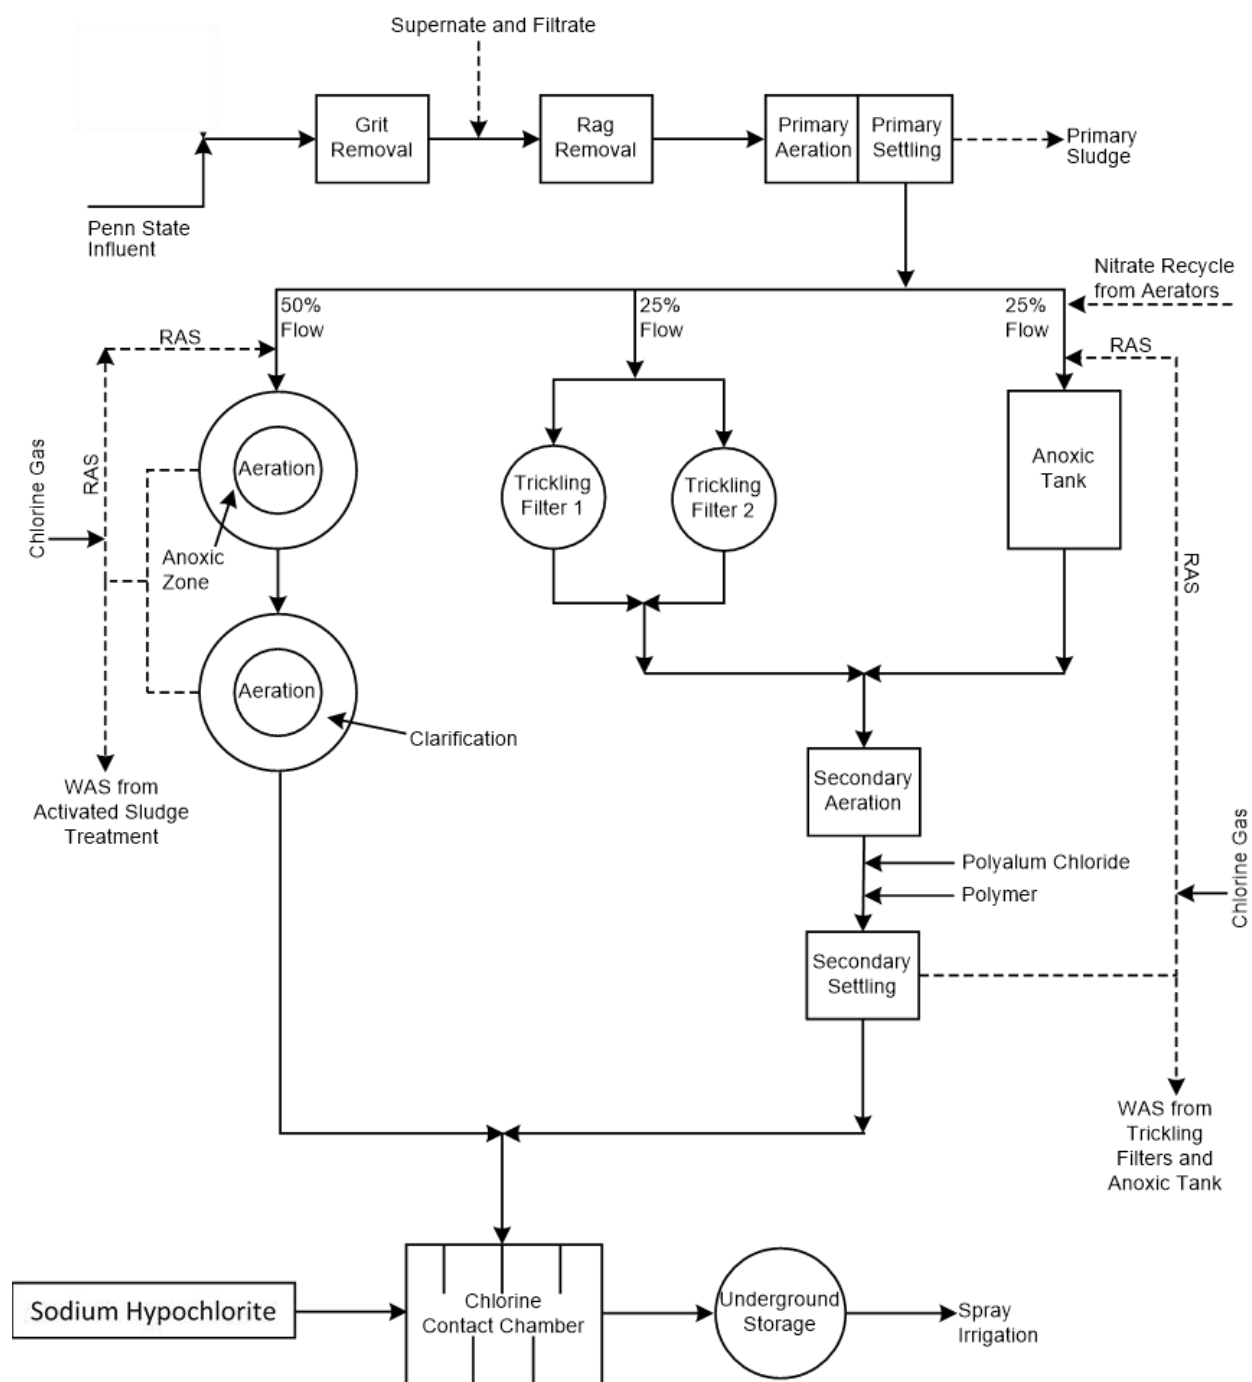 Supernate and Filtrate
Grit
Removal
Rag
Removal
Primary
Aeration
Primary
Settling
Primary
Sludge
Penn State
Influent
Nitrate Recycle
from Aerators
50%
Flow
25%
Flow
25%
Flow
RAS
RAS
Chlorine Gas
RAS
Aeration
Anoxic
Zone
Trickling
Filter 1
Trickling
Filter 2
Anoxic
Tank
RAS
Aeration
Clarification
WAS from
Activated Sludge
Treatment
Secondary
Aeration
Polyalum Chloride
Polymer
Chlorine Gas
Secondary
Settling
WAS from
Trickling
Filters and
Anoxic Tank
Sodium Hypochlorite
Chlorine
Contact Chamber
Underground
Storage
Spray
Irrigation